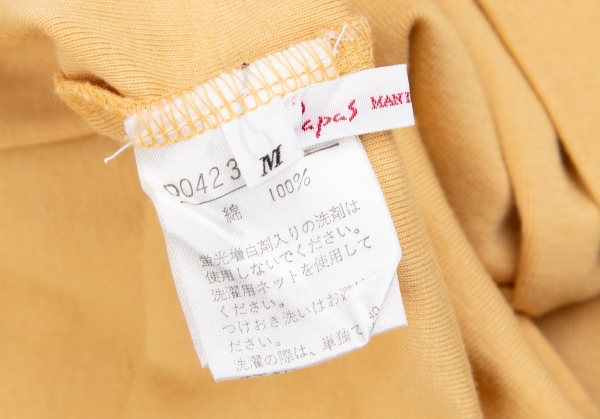 Papas MAN
M
D0423
綿 100%
蛍光増白剤入りの洗剤は
使用しないでください。
洗濯用ネットを使用して
ください。
つけおき洗いはお
ださい。
洗濯の際は、単独で